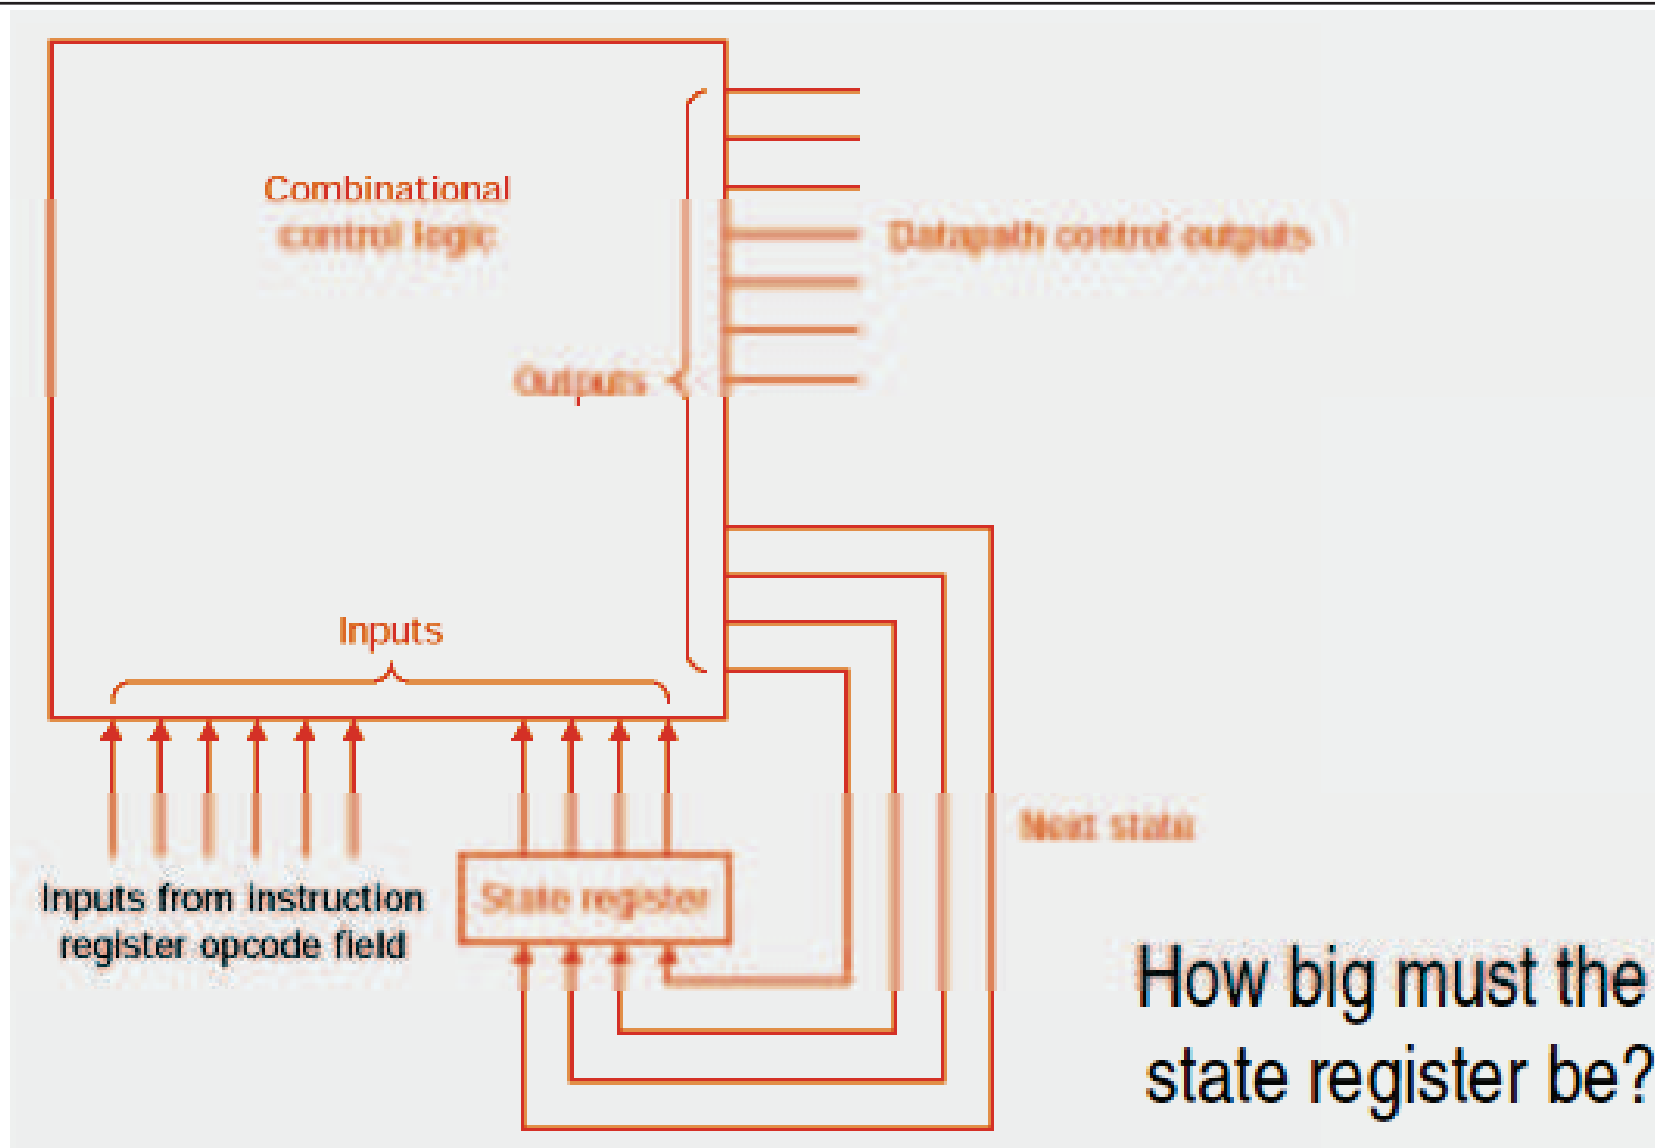 Combinational
control logic
Datapath control outputs
Outputs
Inputs
Next state
Inputs from instruction
register opcode field
State register
How big must the
state register be?